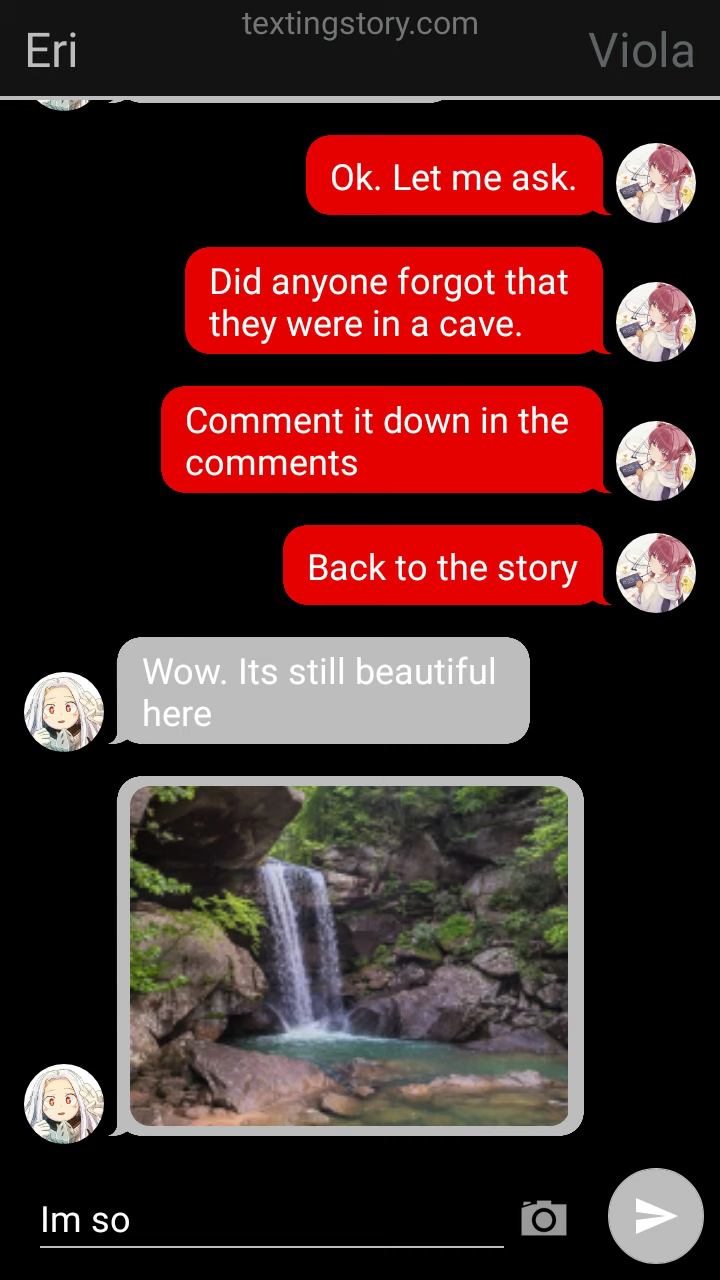 textingstory.com
Eri
Viola
Ok. Let me ask.
Did anyone forgot that
they were in a cave.
Comment it down in the
comments
Back to the story
Wow. Its still beautiful
here
Im so